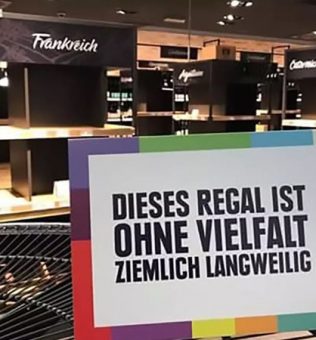 Frankreich
DIESES REGAL IST
OHNE VIELFALT
ZIEMLICH LANGWEILIG